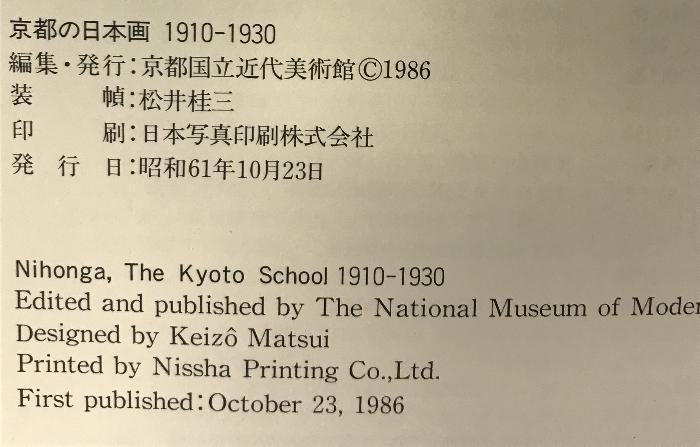 京都の日本画 1910-1930
編集・発行:京都国立近代美術館©1986
装　　幀:松井桂三
印　　刷:日本写真印刷株式会社
発　行　日:昭和61年10月23日
Nihonga, The Kyoto School 1910-1930
Edited and published by The National Museum of Moder
Designed by Keizô Matsui
Printed by Nissha Printing Co.,Ltd.
First published:October 23, 1986